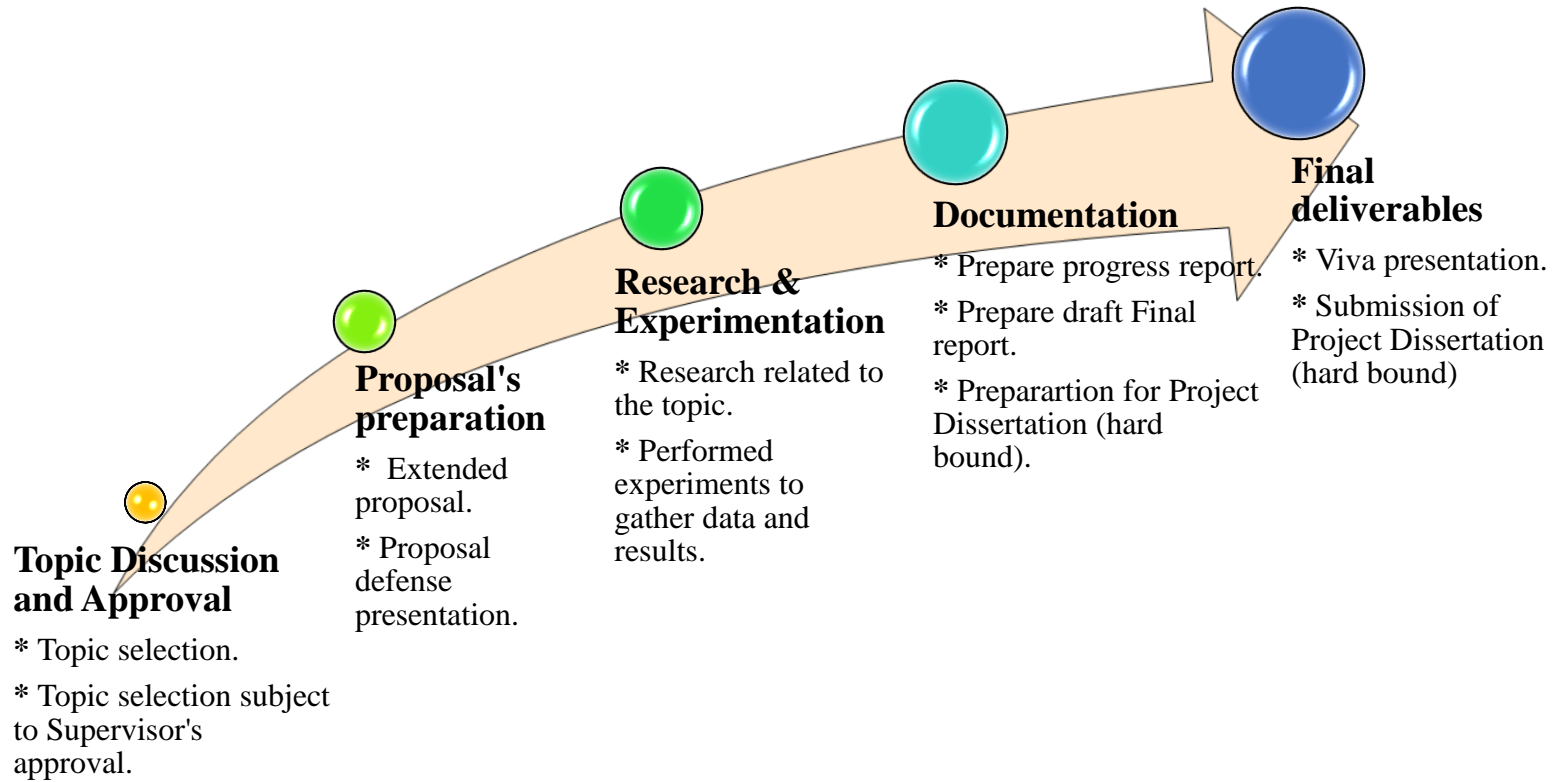 Topic Discussion
and Approval
* Topic selection.
* Topic selection subject
to Supervisor's
approval.
Proposal's
preparation
*  Extended
proposal.
* Proposal
defense
presentation.
Research &
Experimentation
* Research related to
the topic.
* Performed
experiments to
gather data and
results.
Documentation
* Prepare progress report.
* Prepare draft Final
report.
* Preparartion for Project
Dissertation (hard
bound).
Final
deliverables
* Viva presentation.
* Submission of
Project Dissertation
(hard bound)